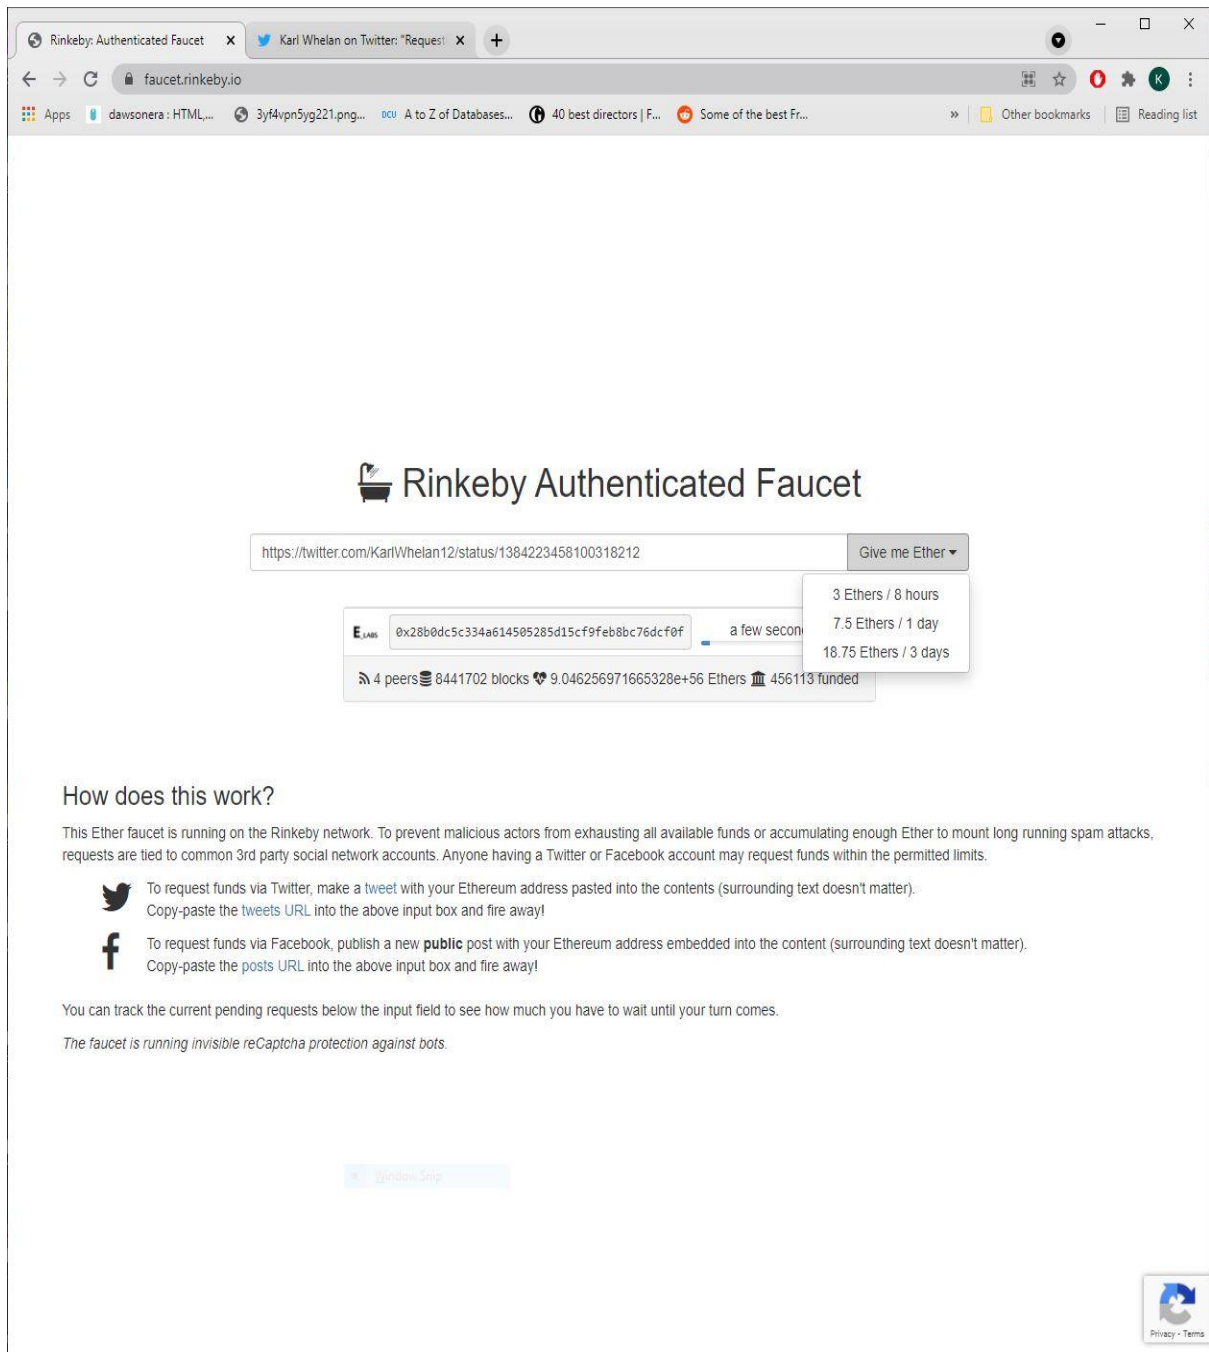 Rinkeby: Authenticated Faucet
Karl Whelan on Twitter: "Request
faucet.rinkeby.io
K
Apps dawsonera : HTML,... 3yf4vpn5yg221.png... DCU A to Z of Databases... 40 best directors | F... Some of the best Fr... » Other bookmarks Reading list
Rinkeby Authenticated Faucet
https://twitter.com/KarlWhelan12/status/1384223458100318212 Give me Ether
3 Ethers / 8 hours
7.5 Ethers / 1 day
18.75 Ethers / 3 days
E_LABS 0x28b0dc5c334a614505285d15cf9feb8bc76dcf0f a few secon
4 peers 8441702 blocks 9.046256971665328e+56 Ethers 456113 funded
How does this work?
This Ether faucet is running on the Rinkeby network. To prevent malicious actors from exhausting all available funds or accumulating enough Ether to mount long running spam attacks,
requests are tied to common 3rd party social network accounts. Anyone having a Twitter or Facebook account may request funds within the permitted limits.
To request funds via Twitter, make a tweet with your Ethereum address pasted into the contents (surrounding text doesn't matter).
Copy-paste the tweets URL into the above input box and fire away!
To request funds via Facebook, publish a new public post with your Ethereum address embedded into the content (surrounding text doesn't matter).
Copy-paste the posts URL into the above input box and fire away!
You can track the current pending requests below the input field to see how much you have to wait until your turn comes.
The faucet is running invisible reCaptcha protection against bots.
Window Snip
Privacy - Terms